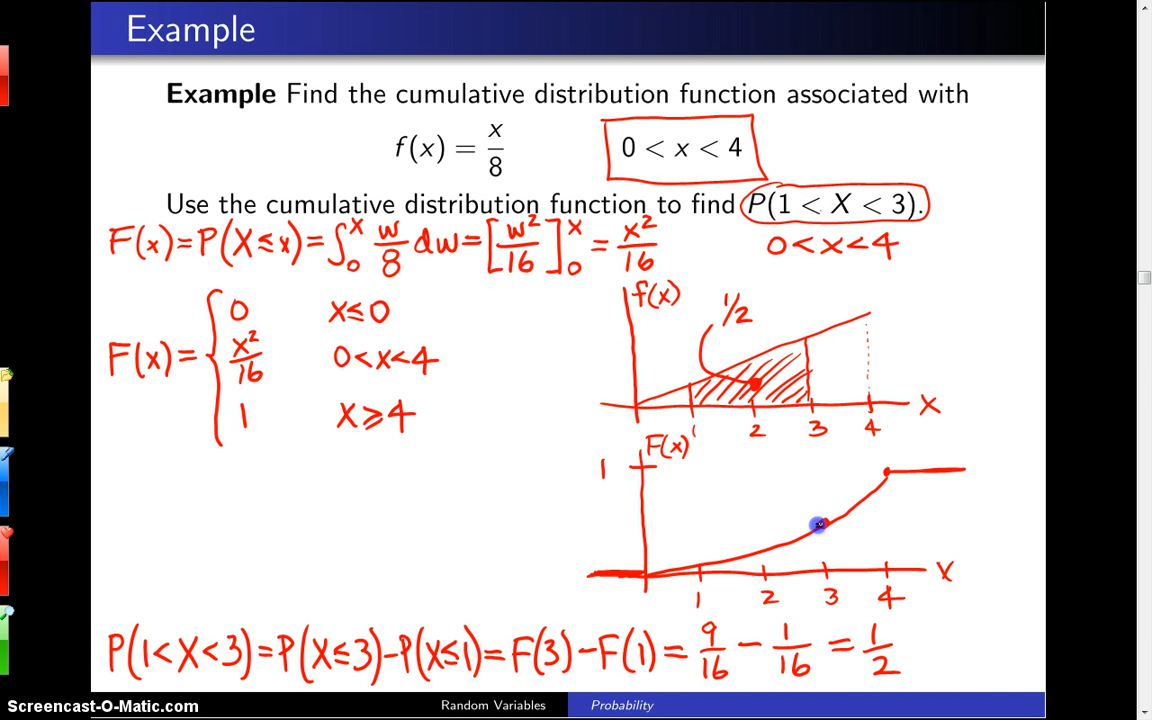 Example
Example Find the cumulative distribution function associated with
f(x) = x/8    0 < x < 4
Use the cumulative distribution function to find P(1 < X < 3).
F(x) = P(X ≤ x) = ∫₀ˣ w/8 dw = [w²/16]₀ˣ = x²/16    0 < x < 4
F(x) = { 0    x ≤ 0
x²/16    0 < x < 4
1    x ≥ 4
f(x)
1/2
1 2 3 4 x
F(x)
1
1 2 3 4 x
P(1 < X < 3) = P(X ≤ 3) − P(X ≤ 1) = F(3) − F(1) = 9/16 − 1/16 = 1/2
Screencast-O-Matic.com
Random Variables    Probability